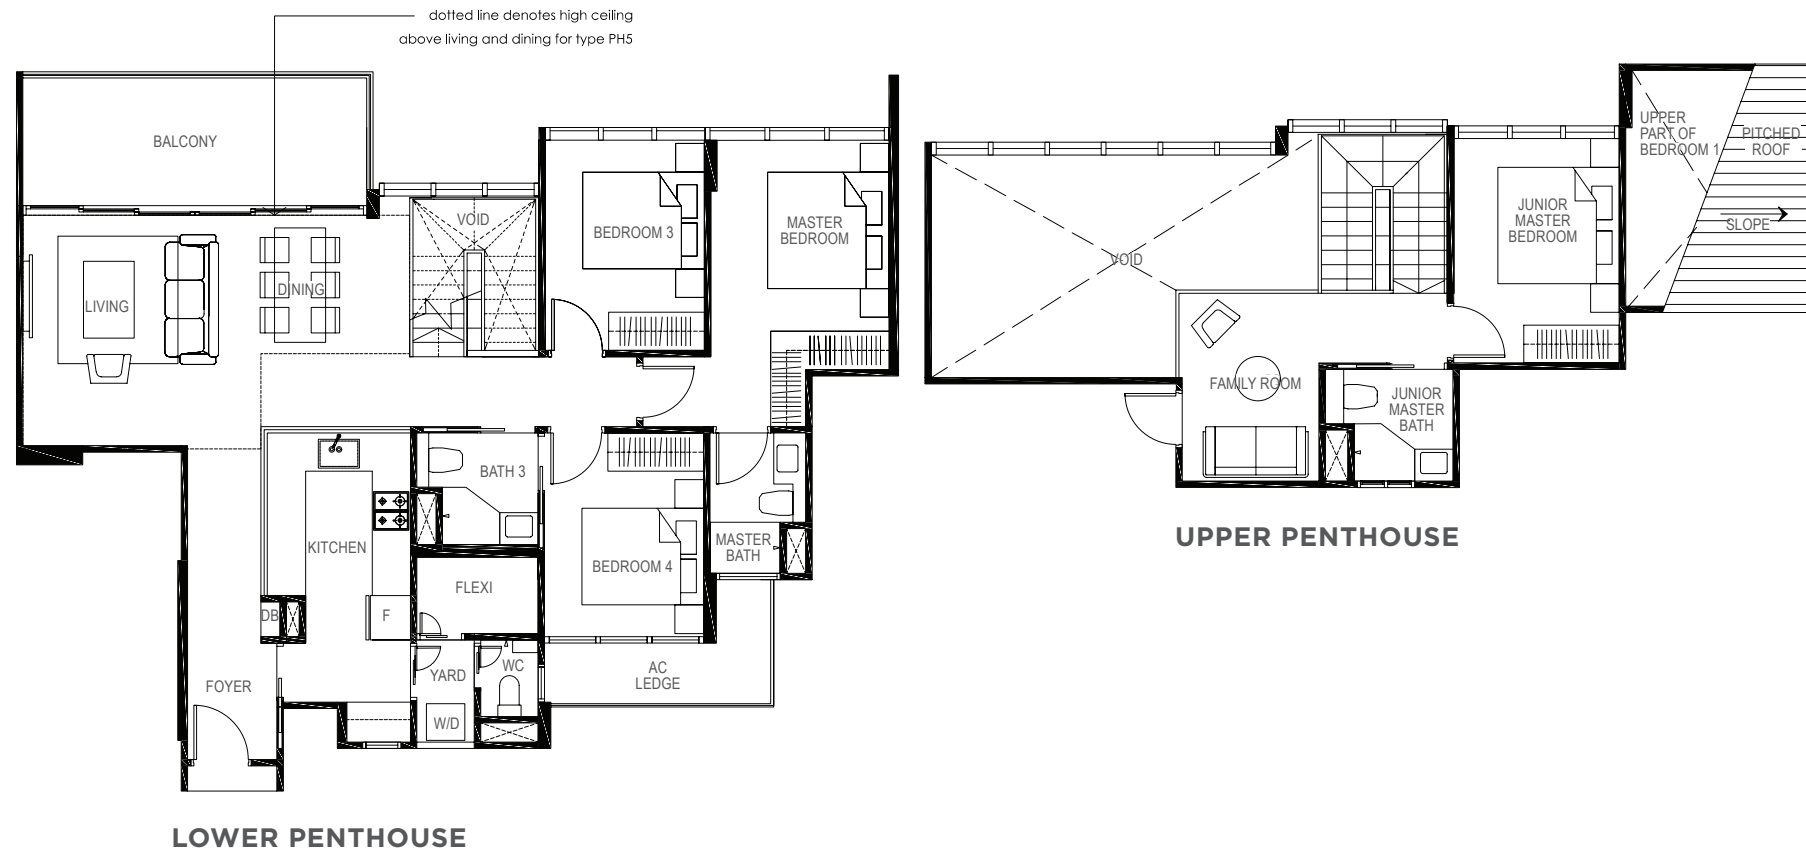 dotted line denotes high ceiling
above living and dining for type PH5
BALCONY
VOID
LIVING
DINING
BEDROOM 3
MASTER
BEDROOM
KITCHEN
BATH 3
FLEXI
BEDROOM 4
MASTER
BATH
DB
F
FOYER
YARD
WC
W/D
AC
LEDGE
LOWER PENTHOUSE
VOID
FAMILY ROOM
JUNIOR
MASTER
BEDROOM
JUNIOR
MASTER
BATH
UPPER
PART OF
BEDROOM 1
PITCHED
ROOF
SLOPE
UPPER PENTHOUSE